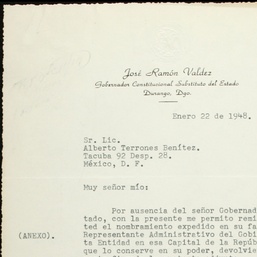 José Ramón Valdez
Gobernador Constitucional Substituto del Estado
Durango, Dgo.
Enero 22 de 1948.
Sr. Lic.
Alberto Terrones Benítez.
Tacuba 92 Desp. 28.
México, D. F.
Muy señor mío:
Por ausencia del señor Gobernad
tado, con la presente me permito remi
ted el nombramiento expedido en su fa
(ANEXO). Representante Administrativo del Gobi
ta Entidad en esa Capital de la Repúb
que lo conserve en su poder, devolvie